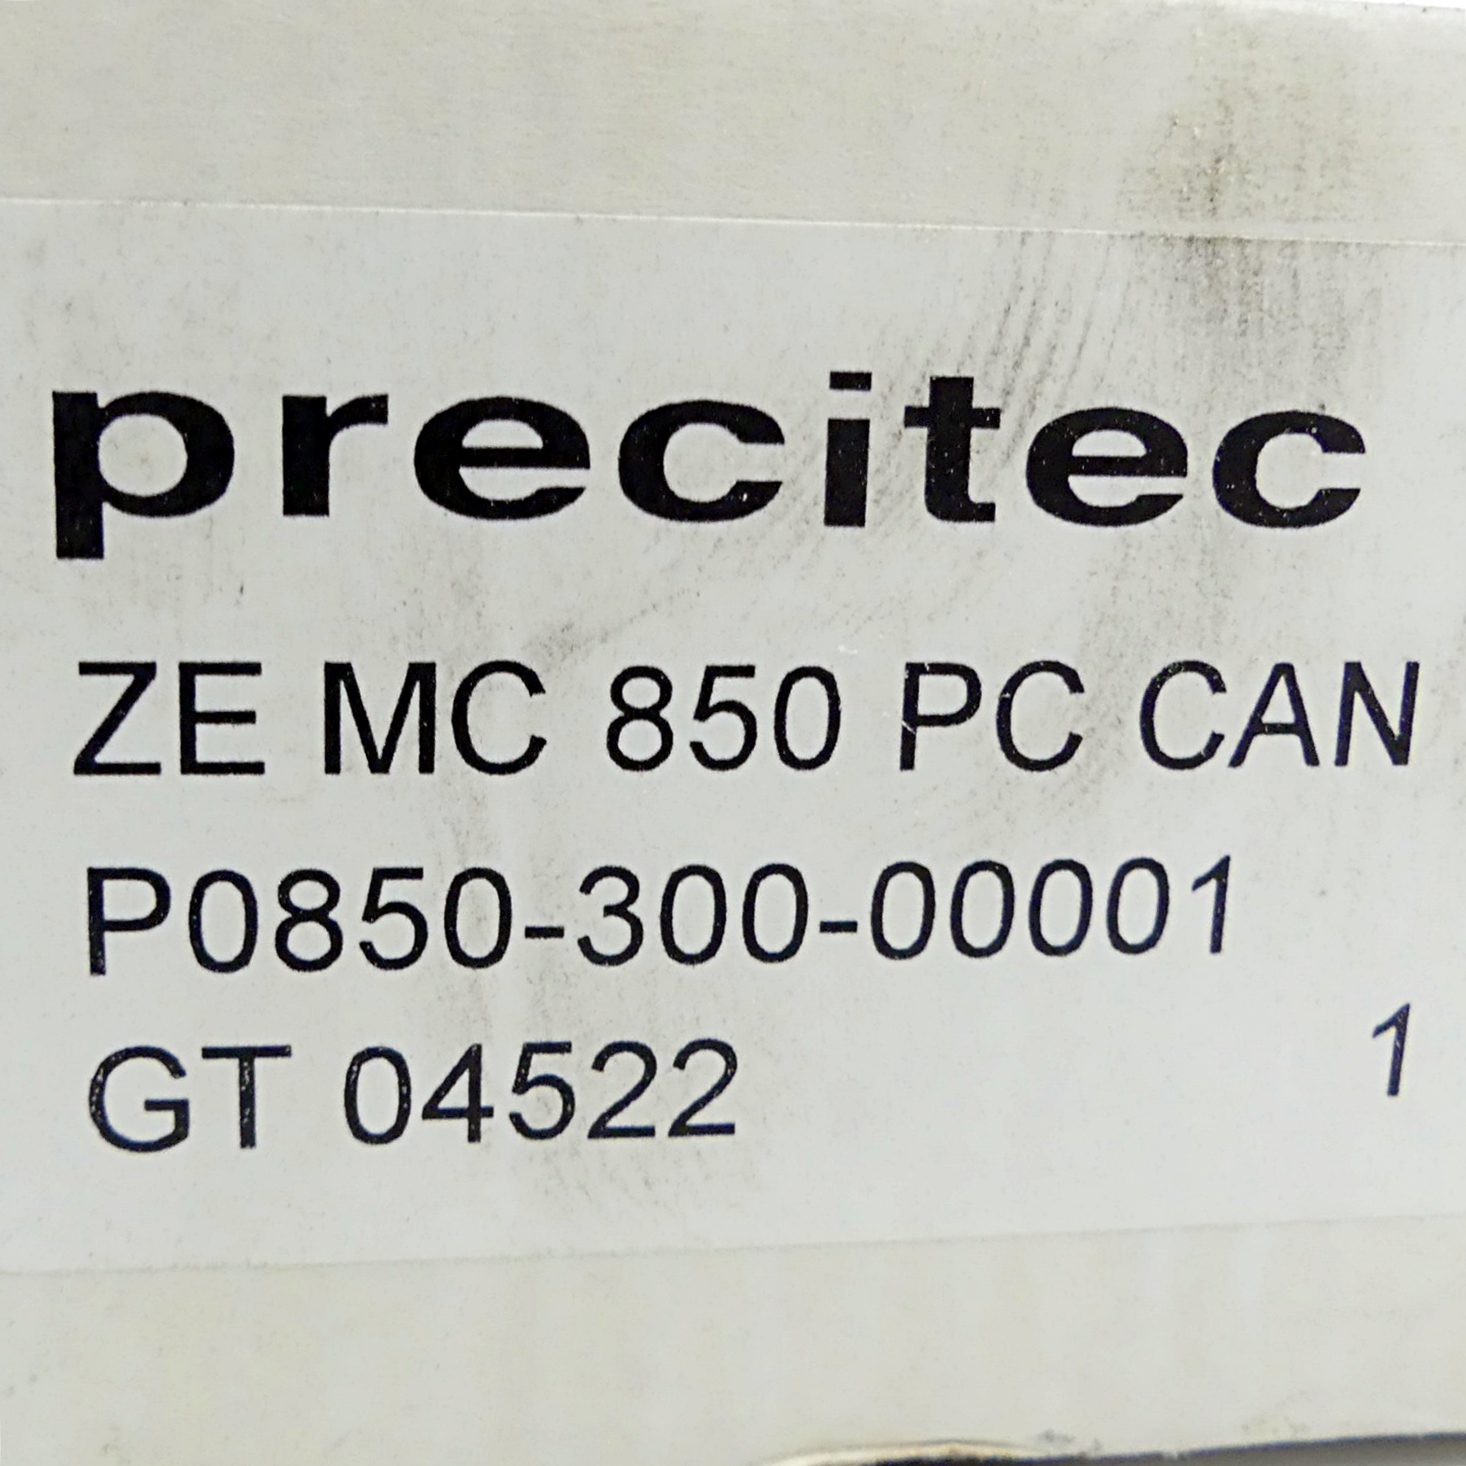 precitec
ZE MC 850 PC CAN
P0850-300-00001
GT 04522 1